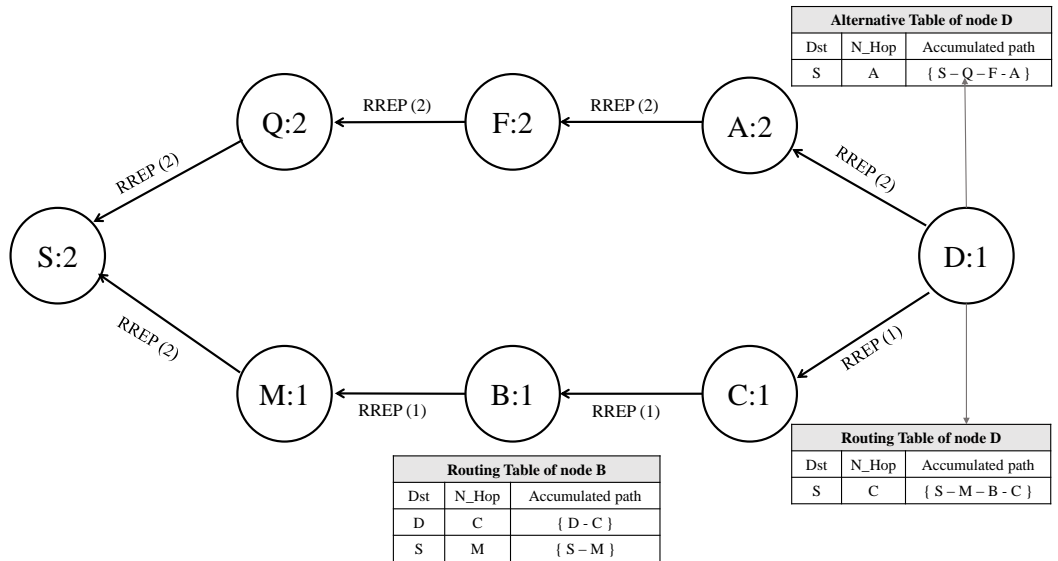 Alternative Table of node D
Dst N_Hop Accumulated path
S A { S – Q – F - A }
Q:2 RREP (2) F:2 RREP (2) A:2
RREP (2) RREP (2)
S:2 D:1
RREP (2) RREP (1)
M:1 RREP (1) B:1 RREP (1) C:1
Routing Table of node D
Dst N_Hop Accumulated path
S C { S – M – B - C }
Routing Table of node B
Dst N_Hop Accumulated path
D C { D - C }
S M { S – M }